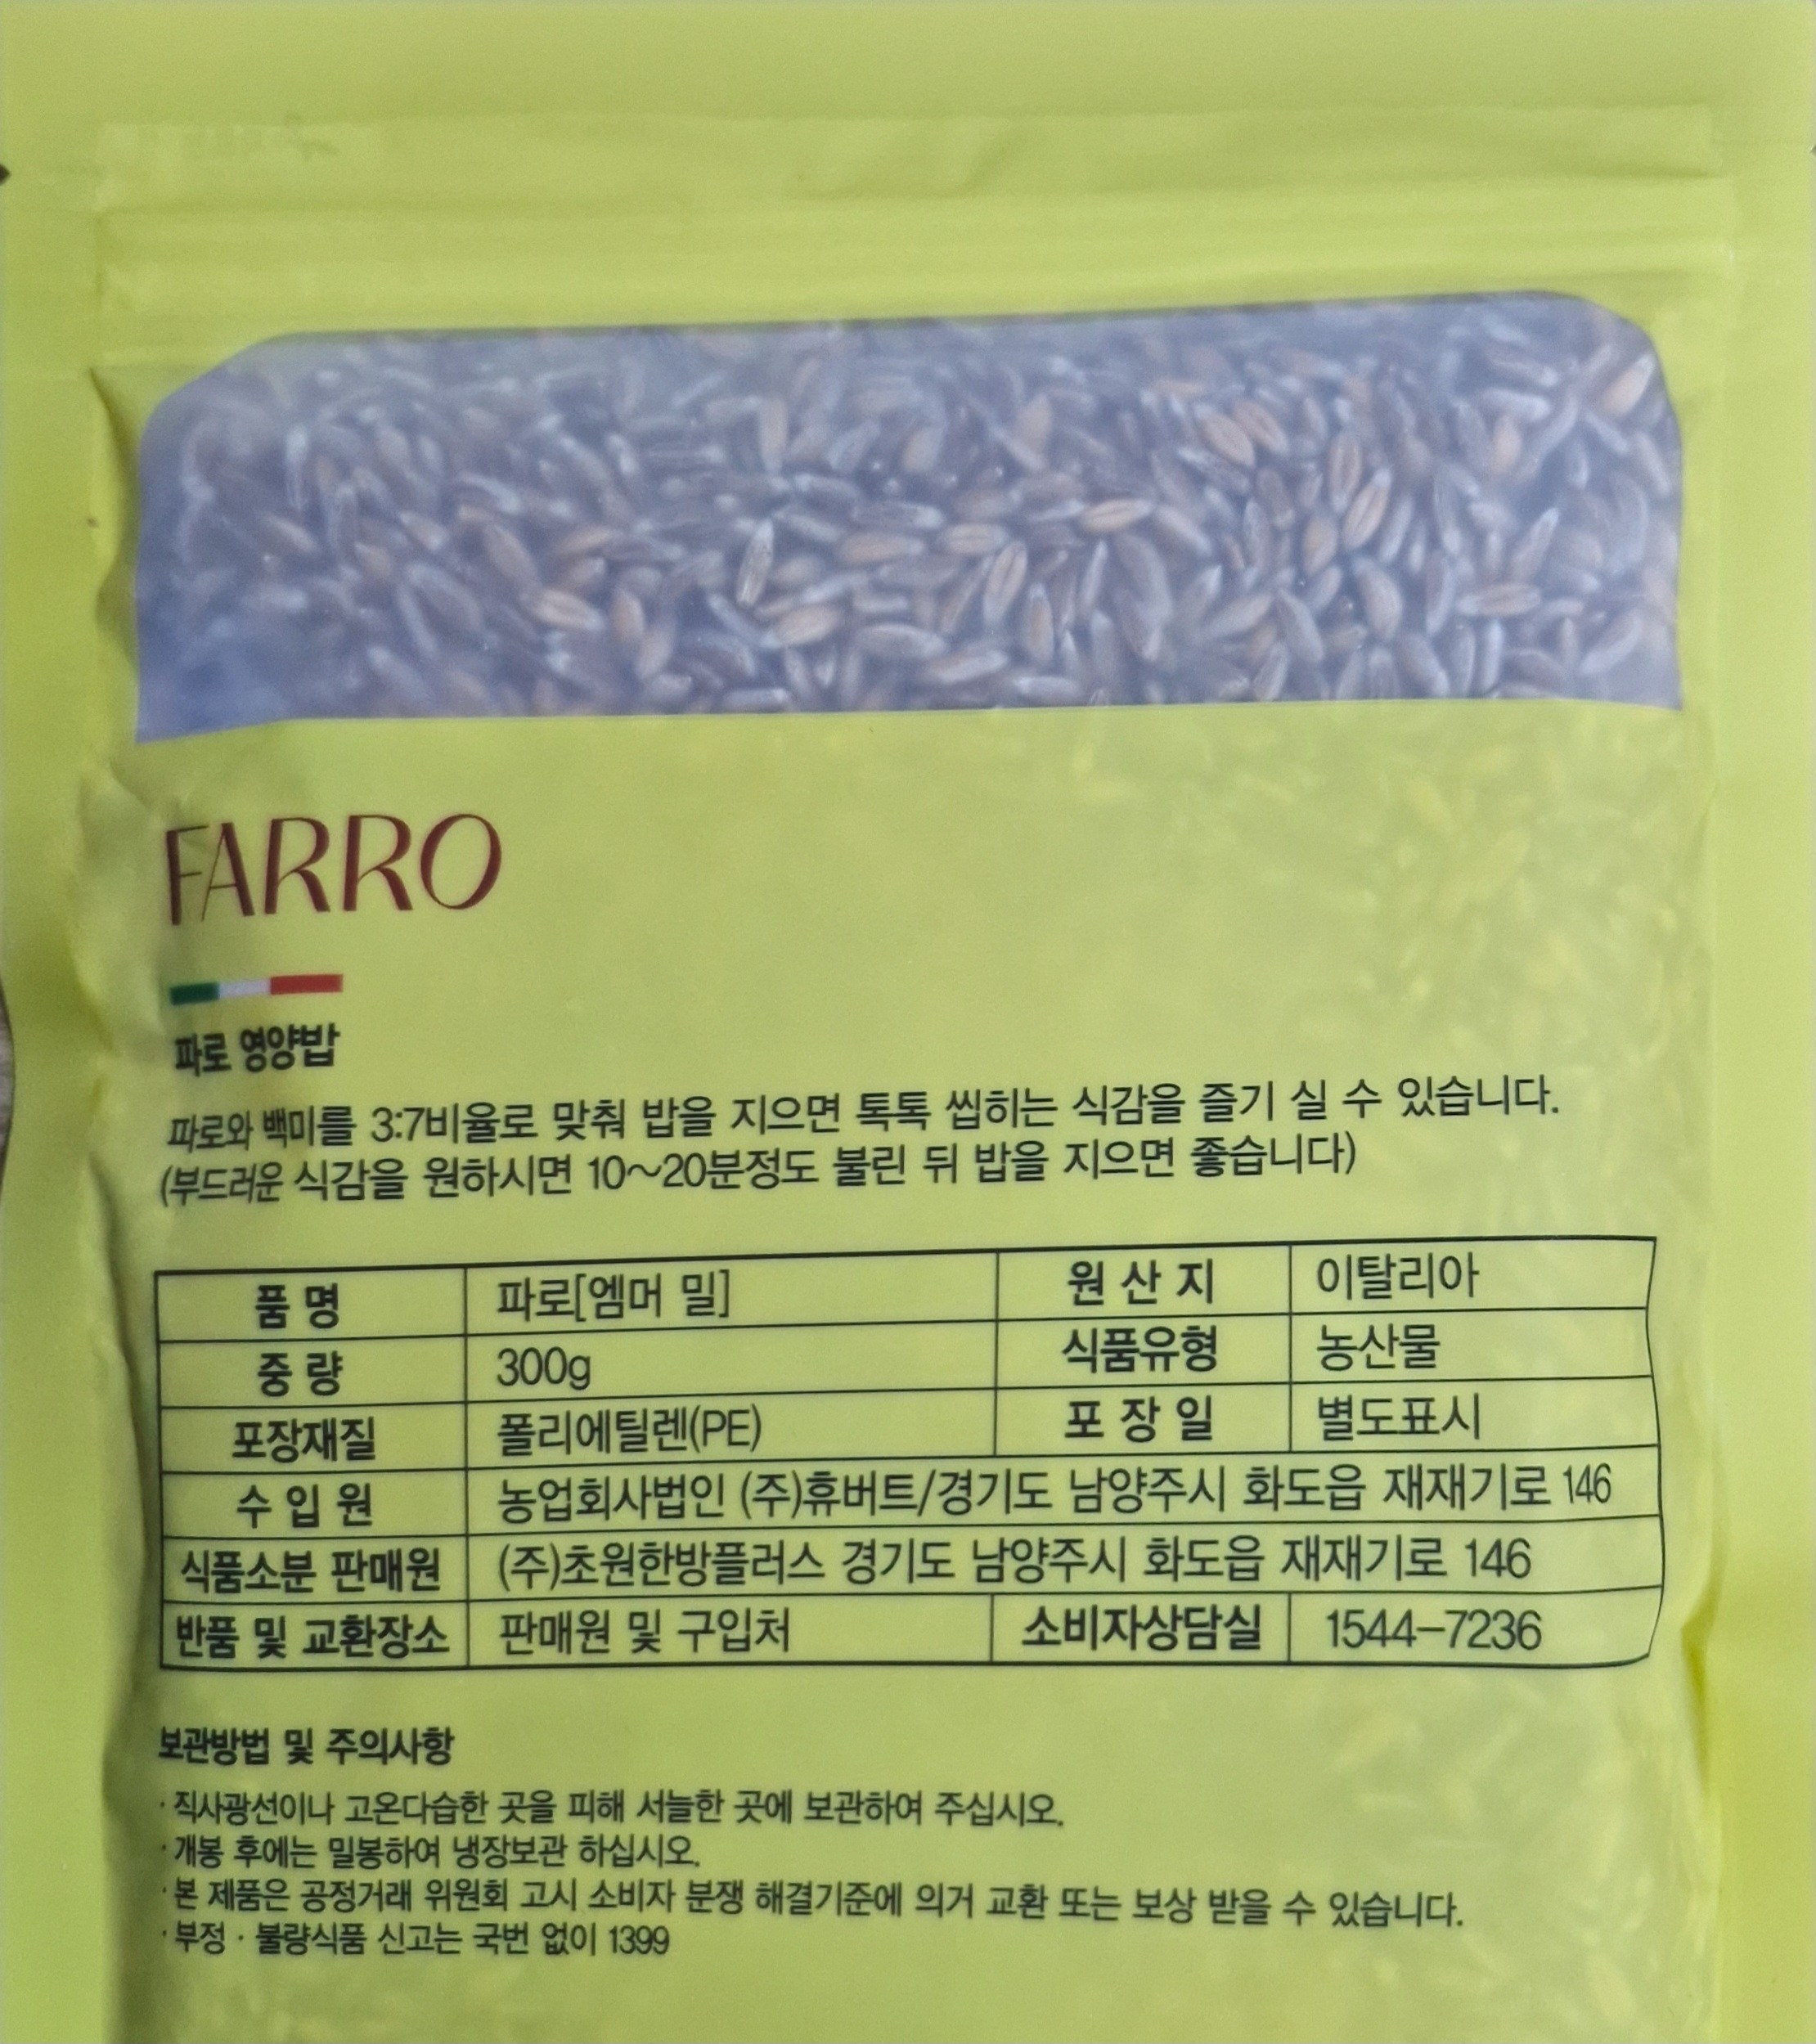 FARRO
파로 영양밥
파로와 백미를 3:7비율로 맞춰 밥을 지으면 톡톡 씹히는 식감을 즐기 실 수 있습니다.
(부드러운 식감을 원하시면 10~20분정도 불린 뒤 밥을 지으면 좋습니다)
품 명 파로[엠머 밀] 원 산 지 이탈리아
중 량 300g 식품유형 농산물
포장재질 폴리에틸렌(PE) 포 장 일 별도표시
수 입 원 농업회사법인 (주)휴버트/경기도 남양주시 화도읍 재재기로 146
식품소분 판매원 (주)초원한방플러스 경기도 남양주시 화도읍 재재기로 146
반품 및 교환장소 판매원 및 구입처 소비자상담실 1544-7236
보관방법 및 주의사항
· 직사광선이나 고온다습한 곳을 피해 서늘한 곳에 보관하여 주십시오.
· 개봉 후에는 밀봉하여 냉장보관 하십시오.
· 본 제품은 공정거래 위원회 고시 소비자 분쟁 해결기준에 의거 교환 또는 보상 받을 수 있습니다.
· 부정 · 불량식품 신고는 국번 없이 1399